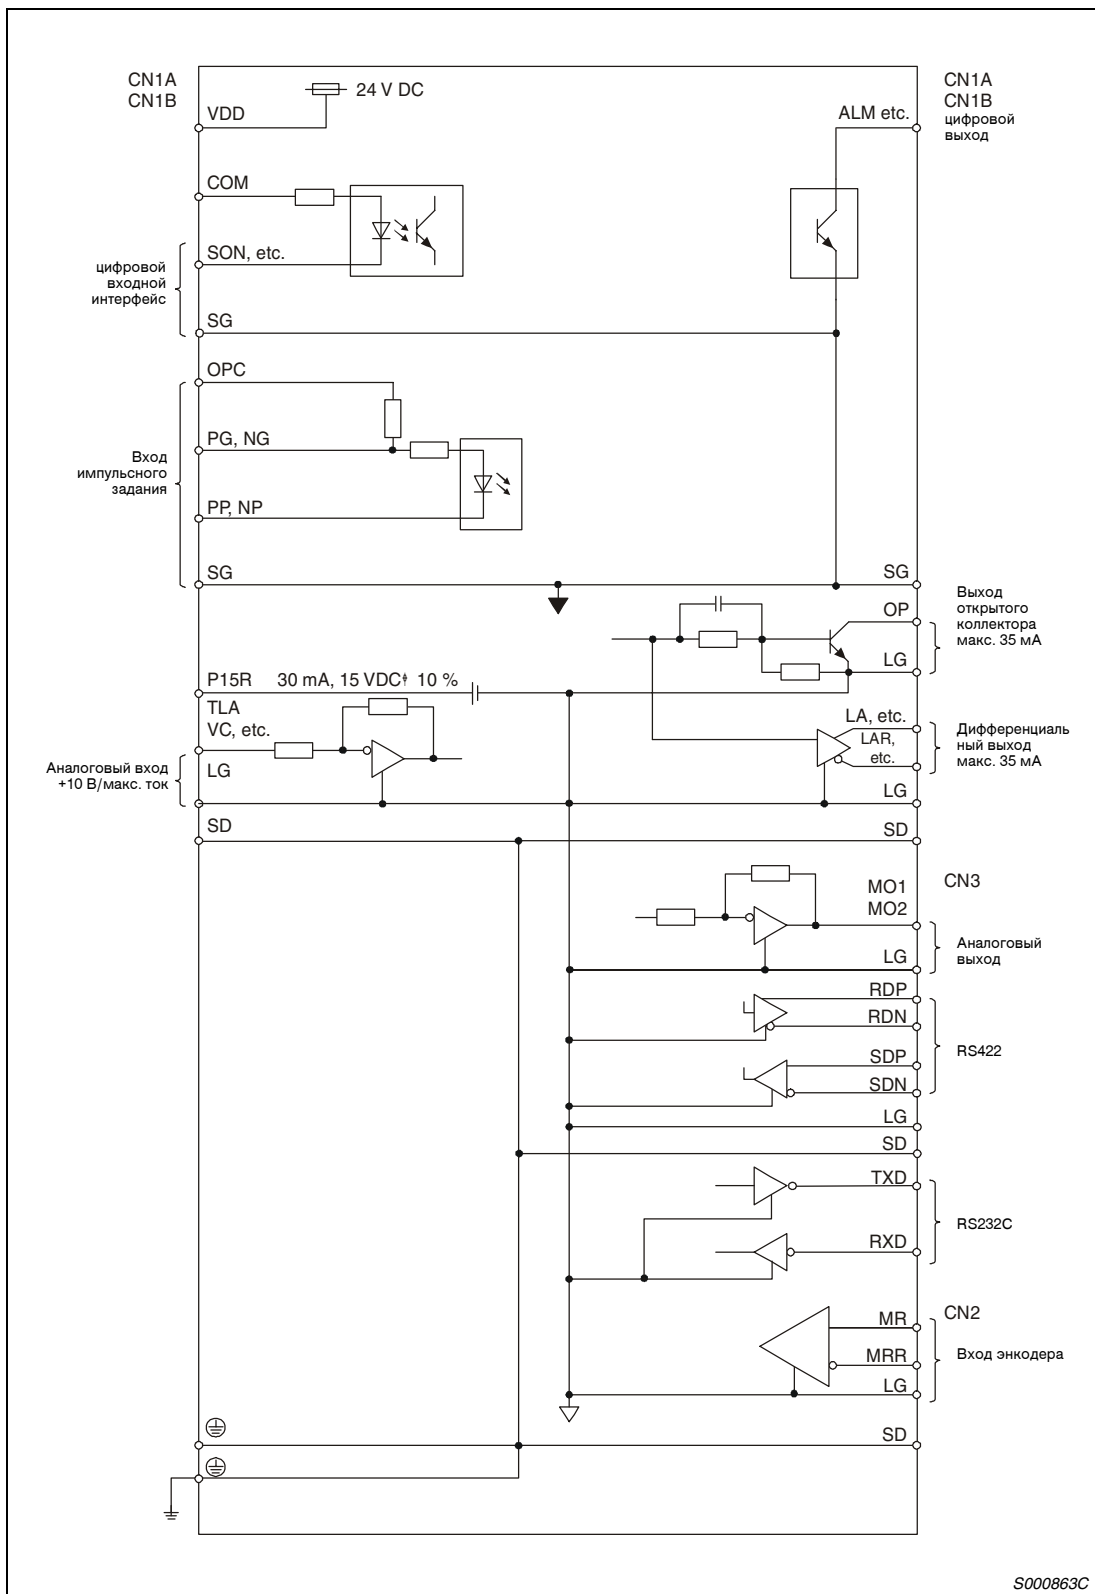 CN1A
CN1B
24 V DC
VDD
COM
SON, etc.
цифровой
входной
интерфейс
SG
OPC
PG, NG
Вход
импульсного
задания
PP, NP
SG
P15R 30 mA, 15 VDC± 10 %
TLA
VC, etc.
Аналоговый вход
+10 В/макс. ток
LG
SD
CN1A
CN1B
цифровой
выход
ALM etc.
SG
OP
Выход
открытого
коллектора
макс. 35 мА
LG
LA, etc.
LAR,
etc.
Дифференциаль
ный выход
макс. 35 мА
LG
SD
CN3
MO1
MO2
Аналоговый
выход
LG
RDP
RDN
RS422
SDP
SDN
LG
SD
TXD
RS232C
RXD
CN2
MR
Вход энкодера
MRR
LG
SD
S000863C